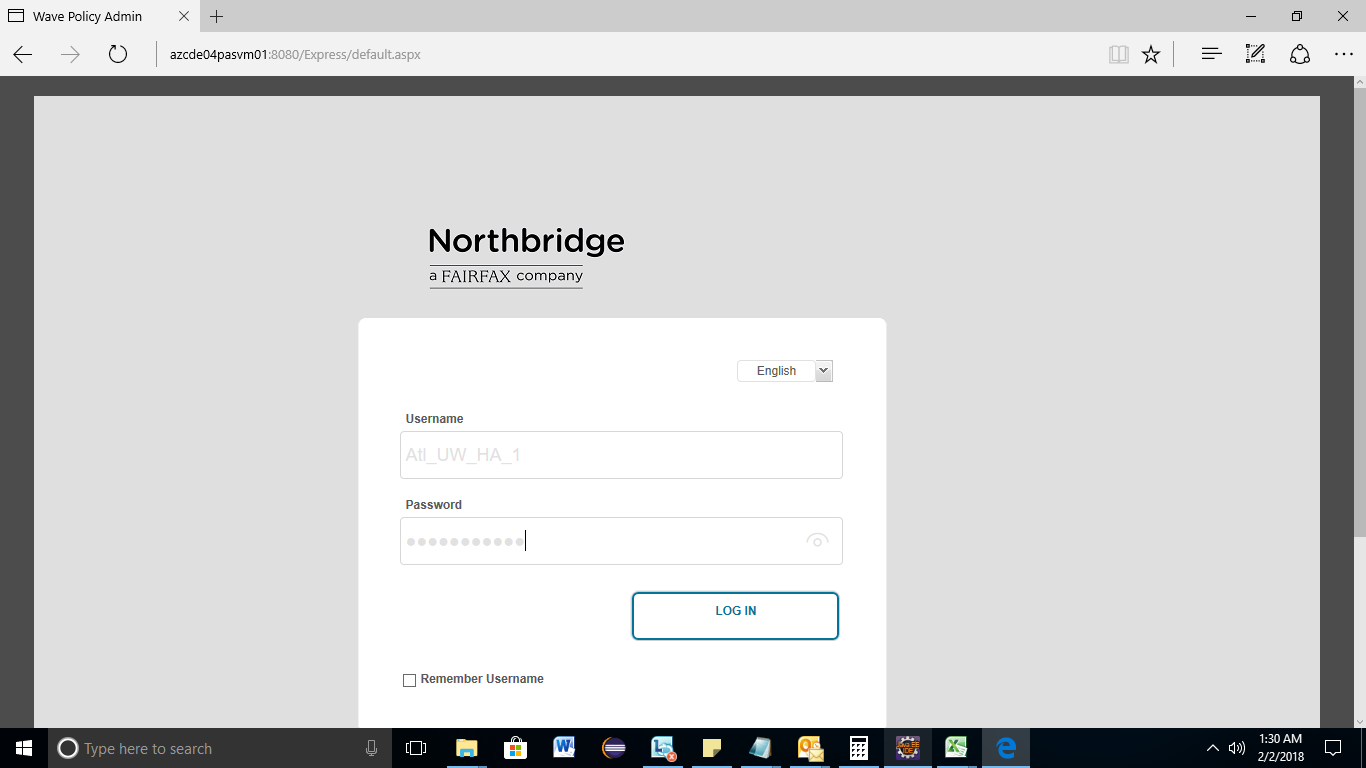 Wave Policy Admin
azcde04pasvm01:8080/Express/default.aspx
Northbridge
a FAIRFAX company
English
Username
Atl_UW_HA_1
Password
LOG IN
Remember Username
Type here to search
1:30 AM
2/2/2018